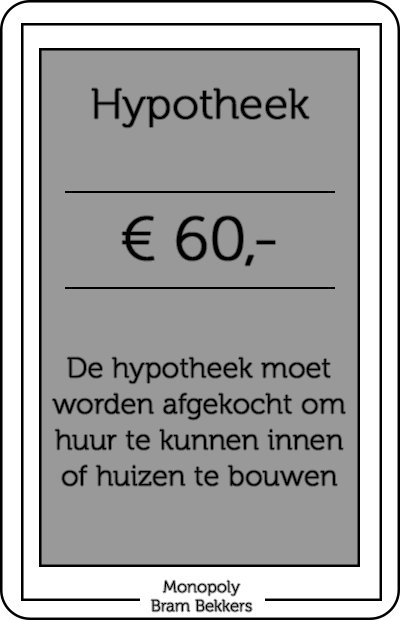 Hypotheek
€ 60,-
De hypotheek moet
worden afgekocht om
huur te kunnen innen
of huizen te bouwen
Monopoly
Bram Bekkers